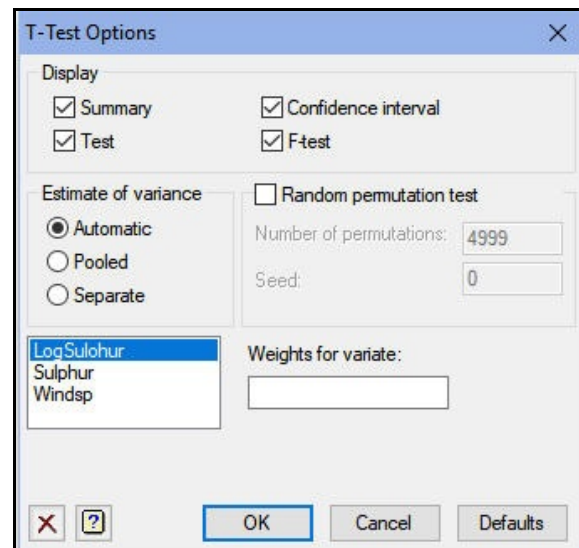 T-Test Options
Display
Summary
Confidence interval
Test
F-test
Estimate of variance
Automatic
Pooled
Separate
Random permutation test
Number of permutations: 4999
Seed: 0
LogSulohur
Sulphur
Windsp
Weights for variate:
?
OK
Cancel
Defaults